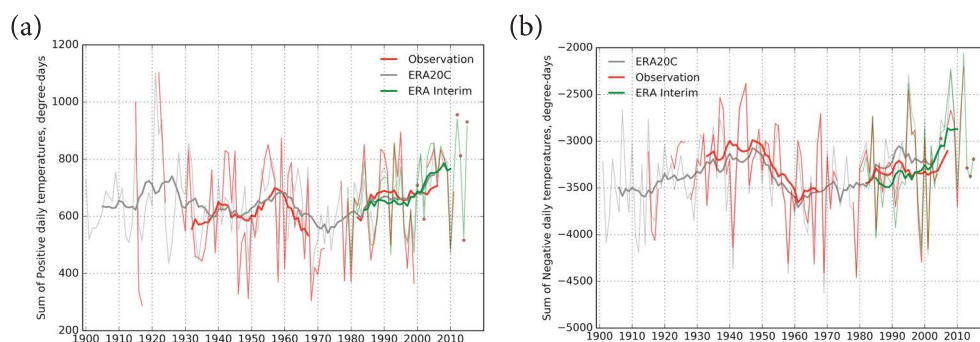 (a)
Sum of Positive daily temperatures, degree-days
1200
1000
800
600
400
200
1900 1910 1920 1930 1940 1950 1960 1970 1980 1990 2000 2010
Observation
ERA20C
ERA Interim
(b)
Sum of Negative daily temperatures, degree-days
−2000
−2500
−3000
−3500
−4000
−4500
−5000
1900 1910 1920 1930 1940 1950 1960 1970 1980 1990 2000 2010
ERA20C
Observation
ERA Interim